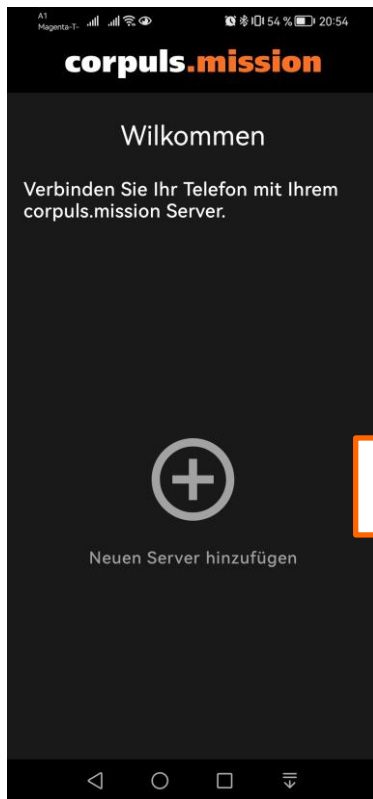 A1
Magenta-T-
54 % 20:54
corpuls.mission
Wilkommen
Verbinden Sie Ihr Telefon mit Ihrem
corpuls.mission Server.
Neuen Server hinzufügen